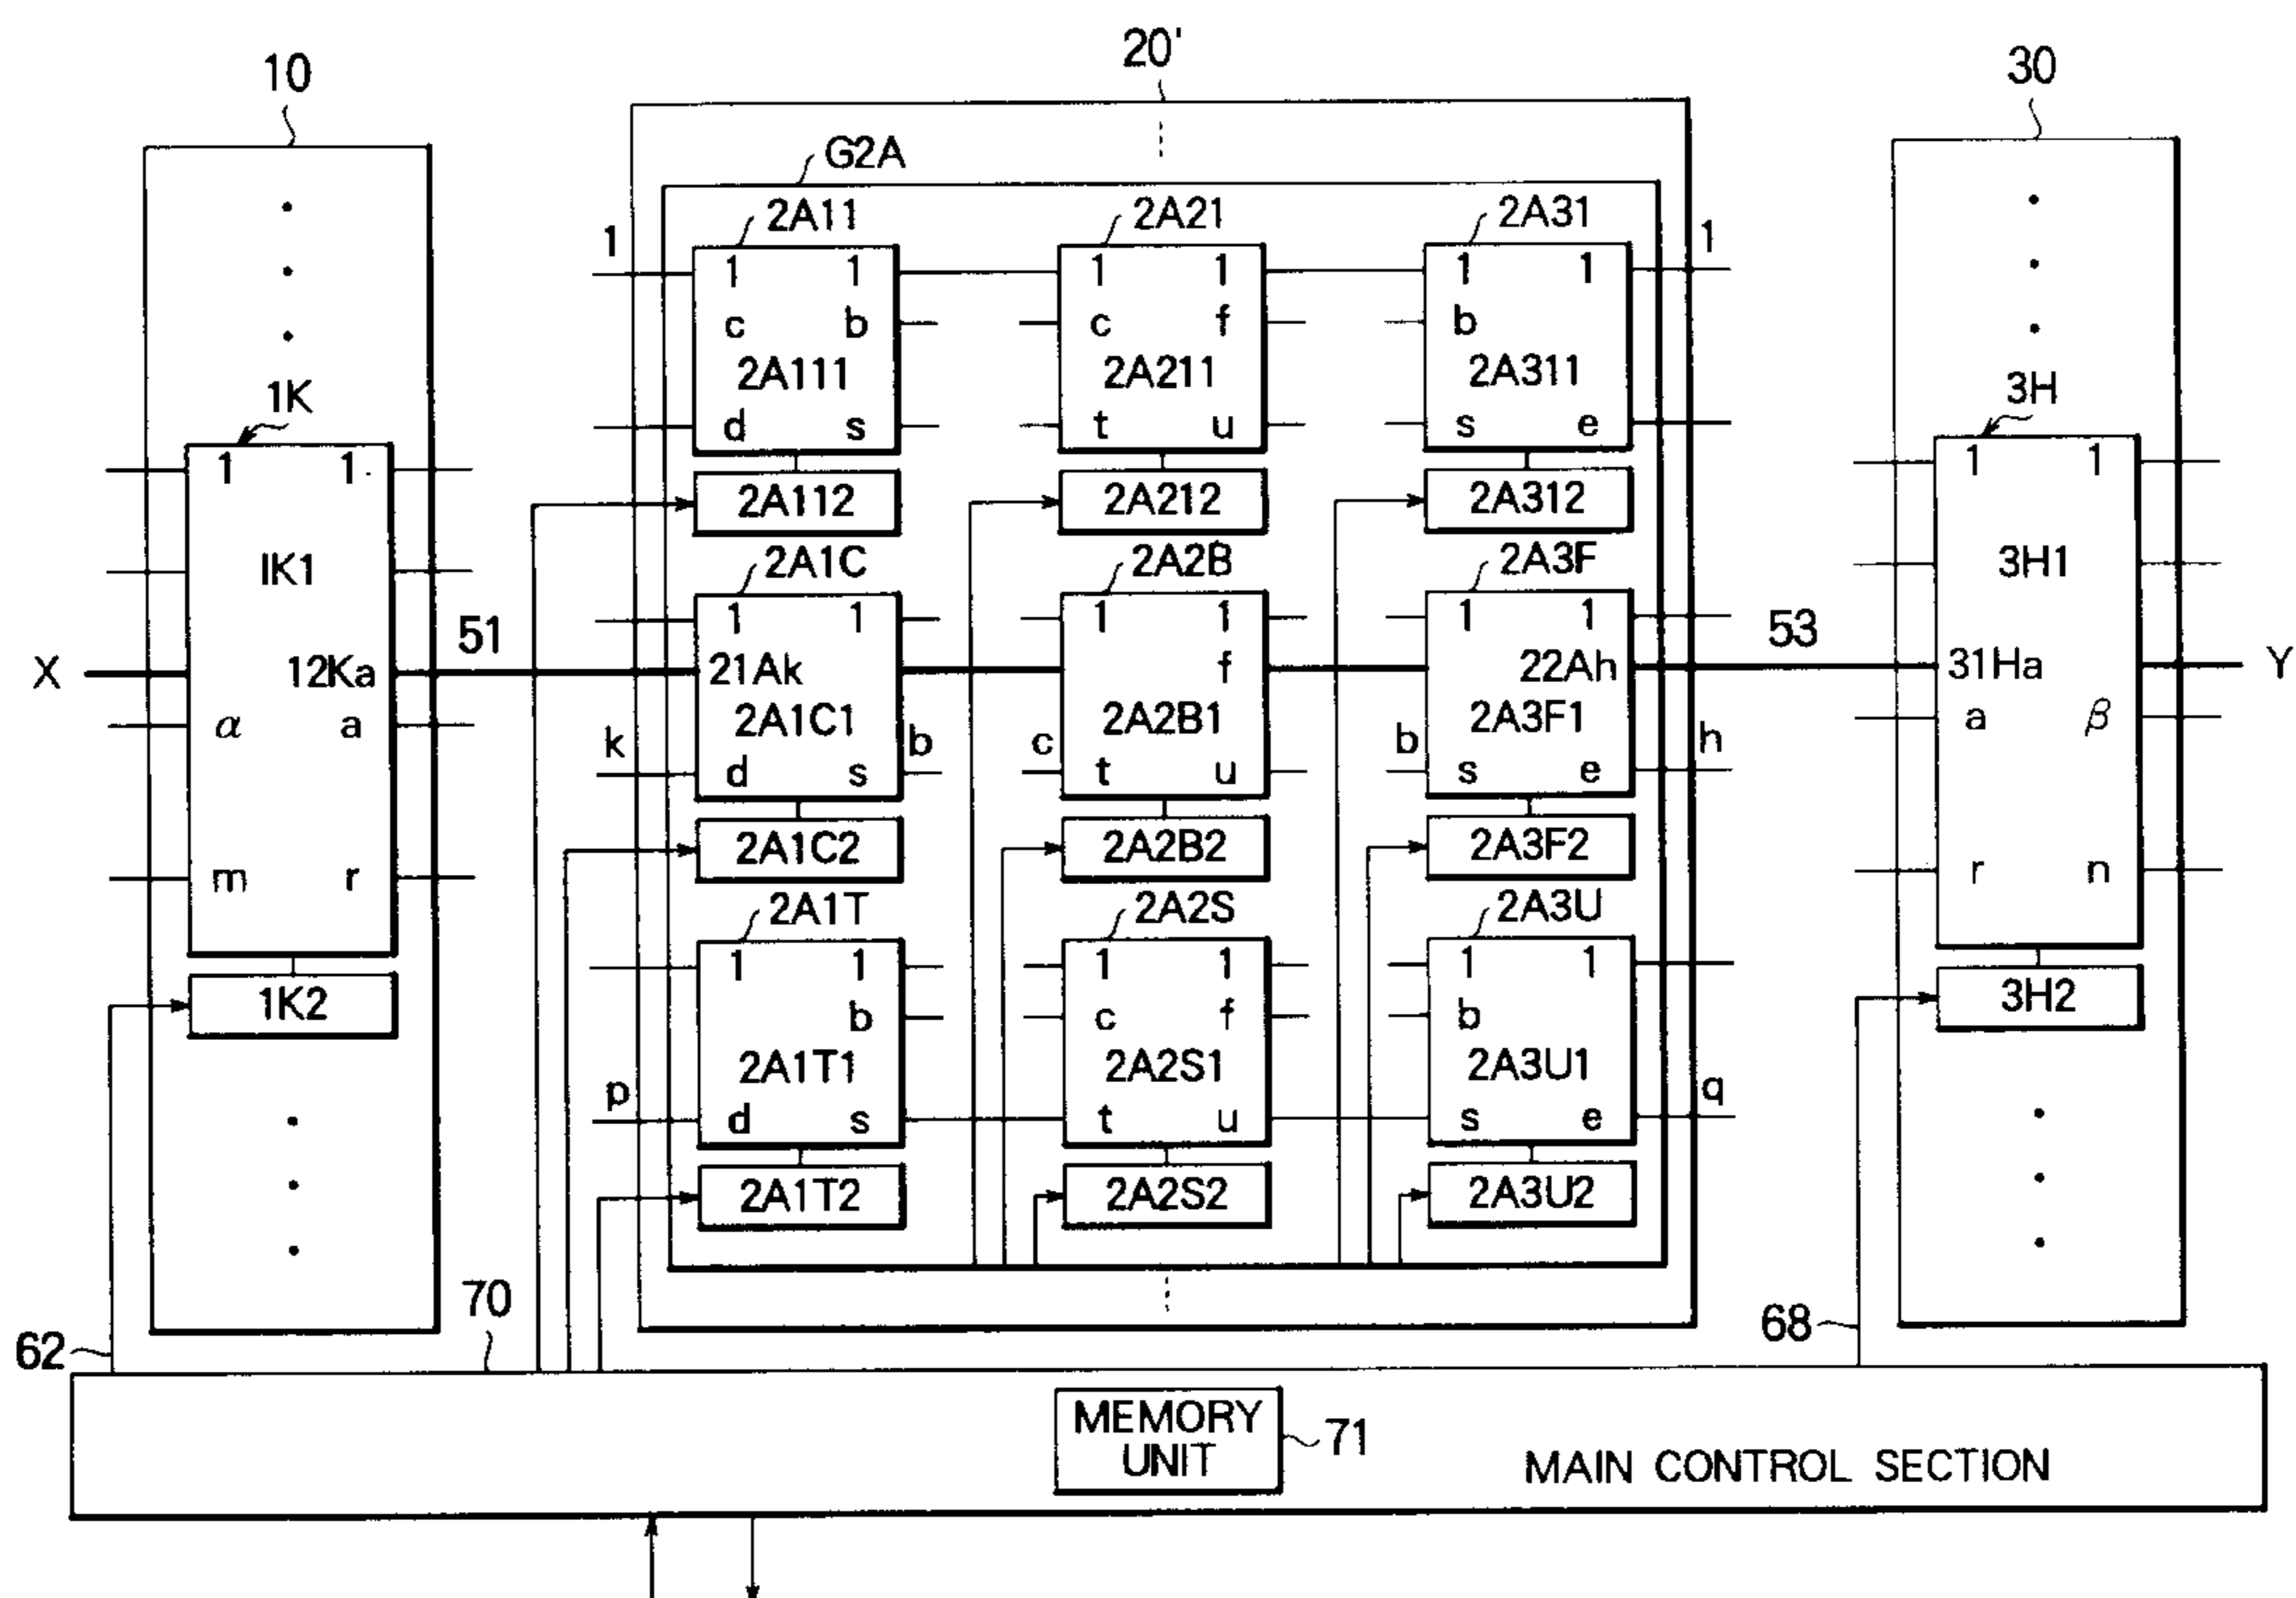 20'
10
30
G2A
2A11
2A21
2A31
1
1
1 1
1 1
1 1
c b
c f
b
2A111
2A211
2A311
d s
t u
s e
1K
3H
2A112
2A212
2A312
1 1
1 1
2A1C
2A2B
2A3F
IK1
3H1
1 1
1 1
1 1
X
12Ka
51
21Ak
f
22Ah
53
31Ha
Y
α a
2A1C1
2A2B1
2A3F1
a β
k
b
c
b
h
d s
t u
s e
2A1C2
2A2B2
2A3F2
m r
r n
2A1T
2A2S
2A3U
1K2
3H2
1 1
1 1
1 1
b
c f
b
2A1T1
2A2S1
2A3U1
p
q
d s
t u
s e
2A1T2
2A2S2
2A3U2
62
70
68
MEMORY
UNIT
71
MAIN CONTROL SECTION